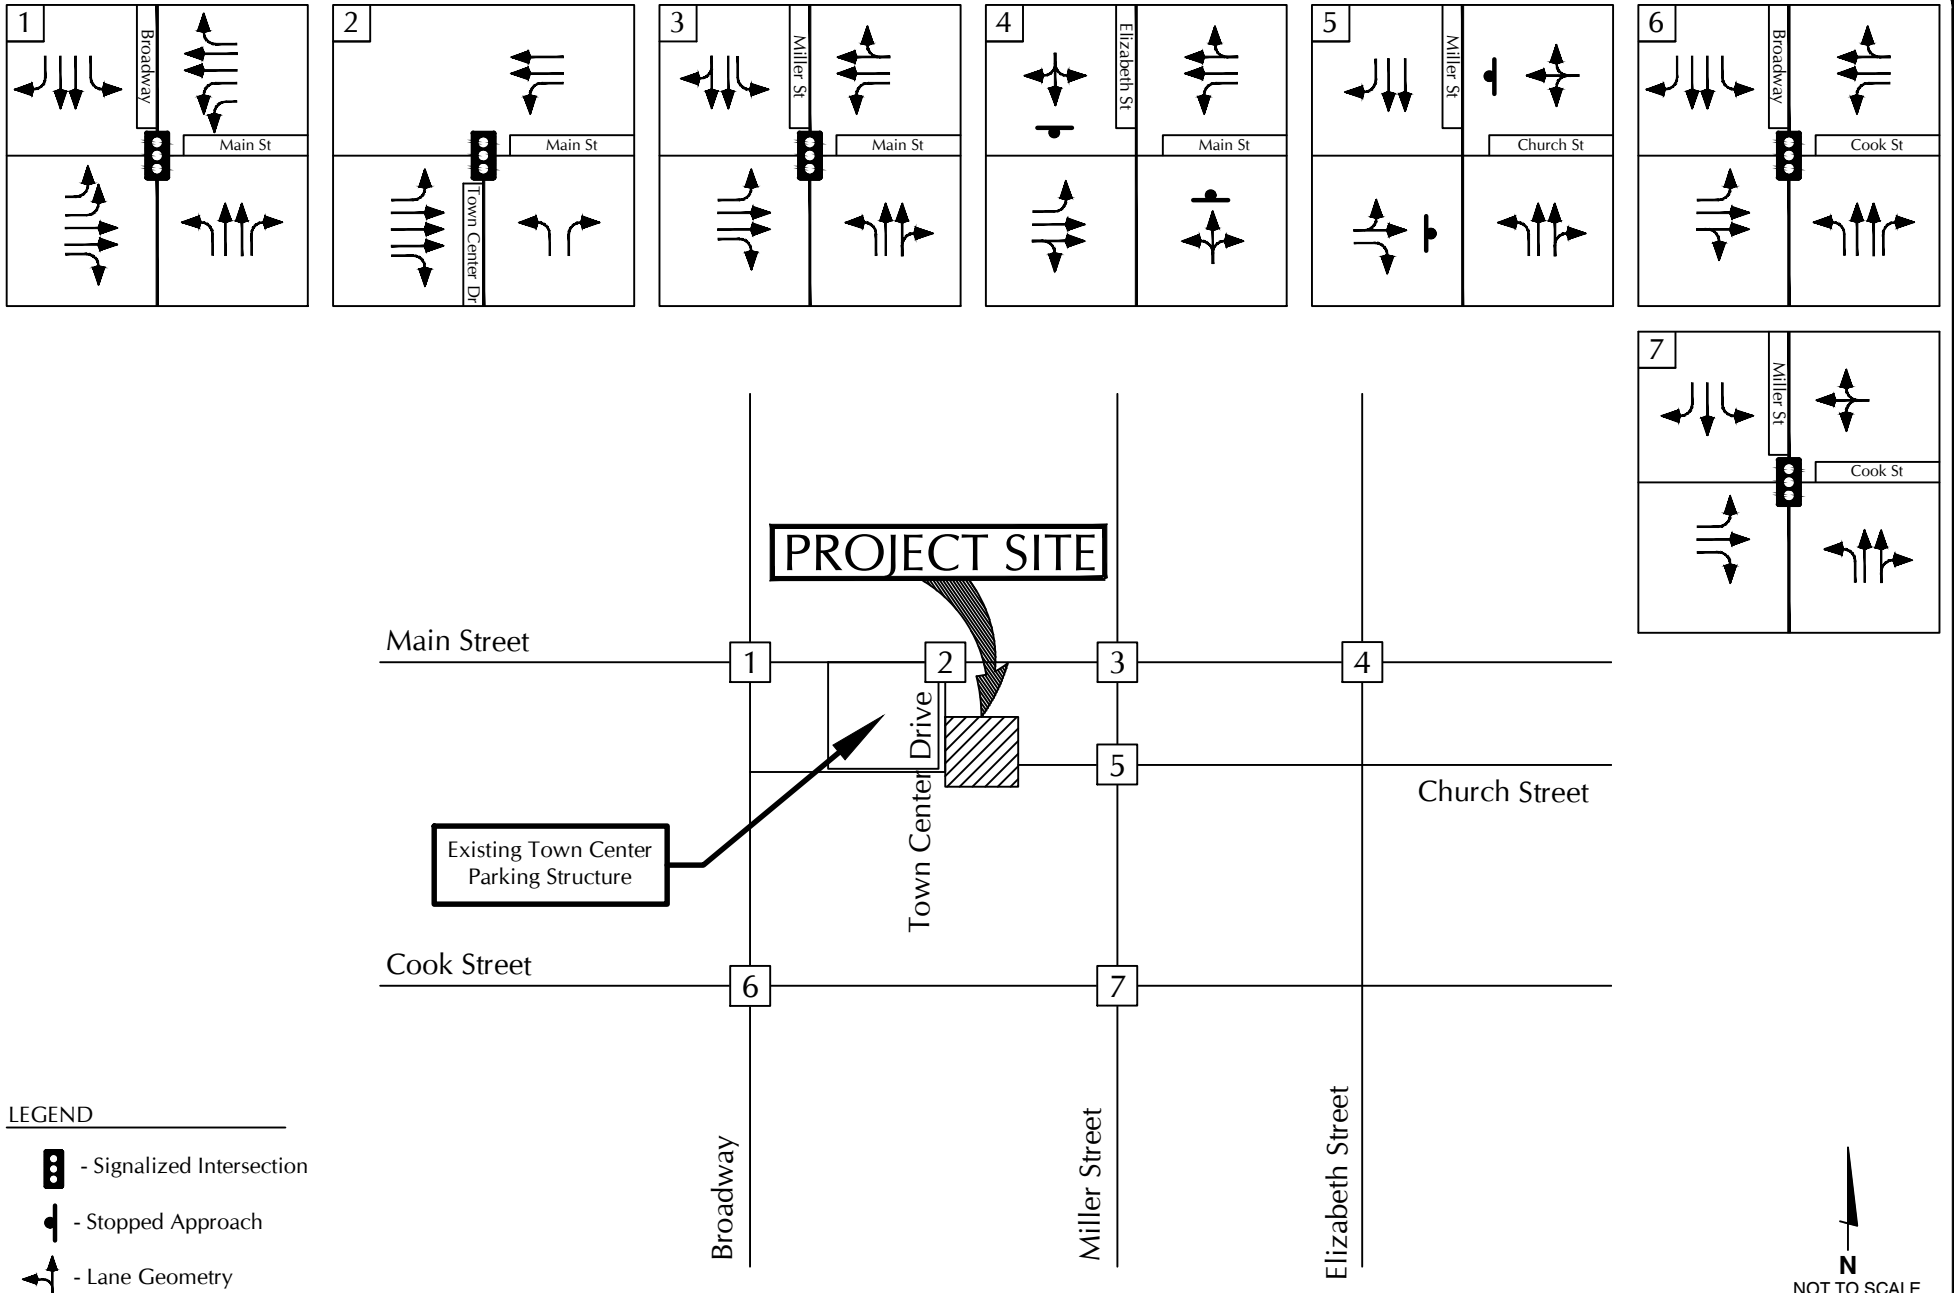 1
Broadway
Main St
2
Main St
Town Center Dr
3
Miller St
Main St
4
Elizabeth St
Main St
5
Miller St
Church St
6
Broadway
Cook St
7
Miller St
Cook St
PROJECT SITE
Main Street
1
2
3
4
Town Center Drive
5
Church Street
Existing Town Center
Parking Structure
Cook Street
6
7
Broadway
Miller Street
Elizabeth Street
LEGEND
- Signalized Intersection
- Stopped Approach
- Lane Geometry
N
NOT TO SCALE